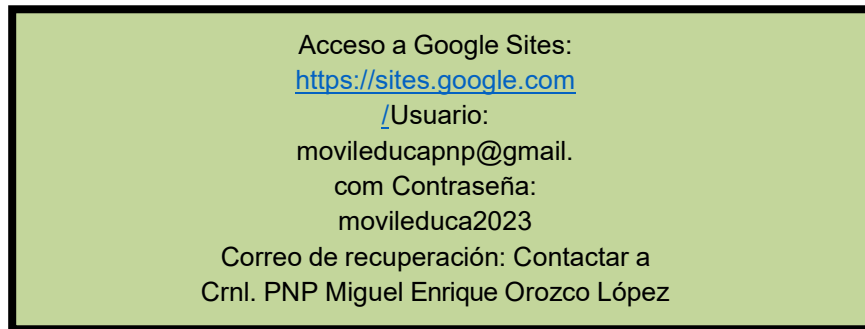 Acceso a Google Sites:
https://sites.google.com
/Usuario:
movileducapnp@gmail.
com Contraseña:
movileduca2023
Correo de recuperación: Contactar a
Crnl. PNP Miguel Enrique Orozco López